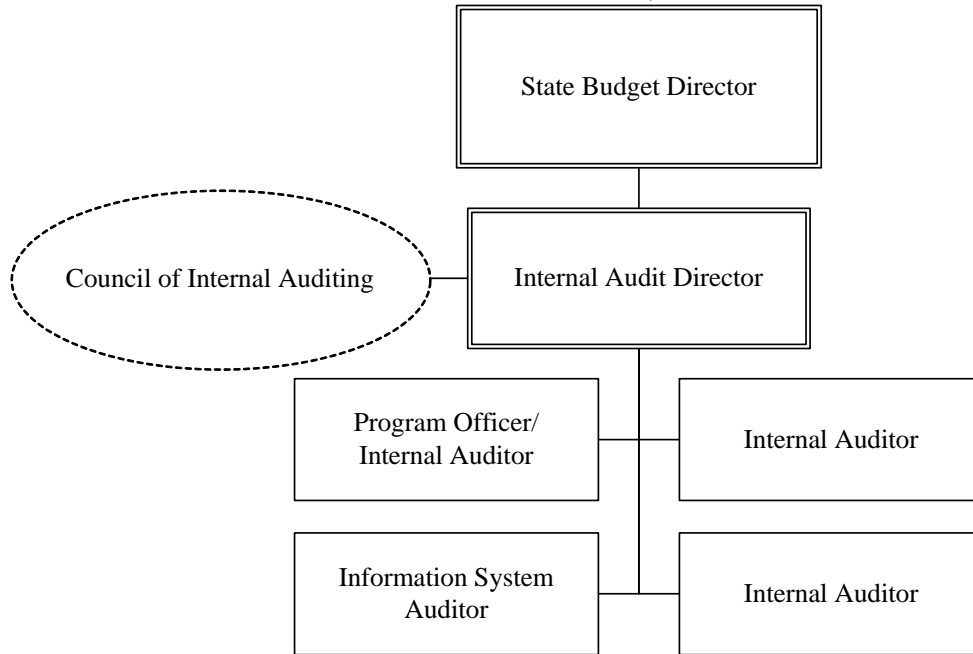 State Budget Director
Council of Internal Auditing
Internal Audit Director
Program Officer/
Internal Auditor
Internal Auditor
Information System
Auditor
Internal Auditor